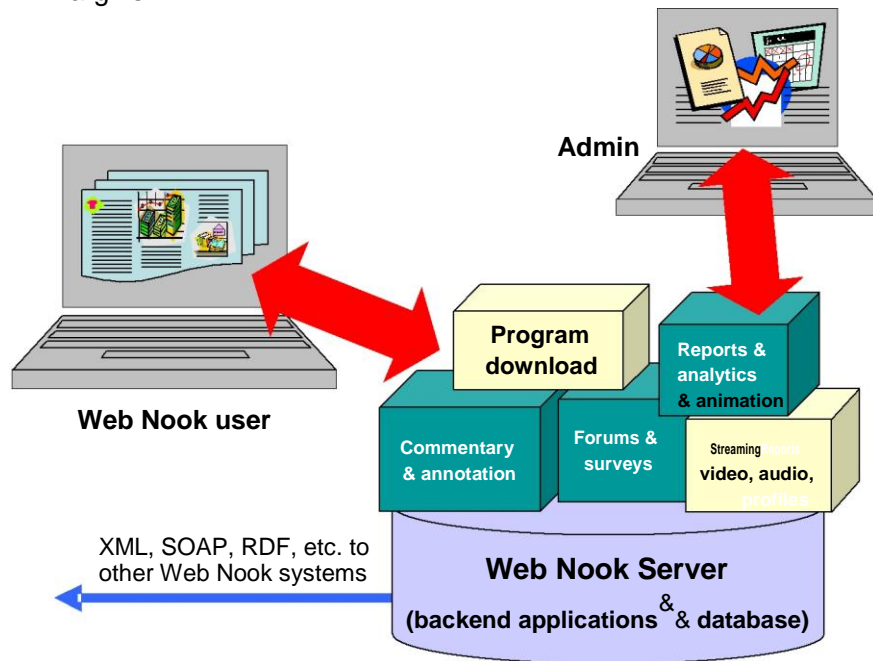 Admin
Web Nook user
Program
download
Reports &
analytics
& animation
Commentary
& annotation
Forums &
surveys
Streaming
video, audio,
profiles
XML, SOAP, RDF, etc. to
other Web Nook systems
Web Nook Server
(backend applications & & database)